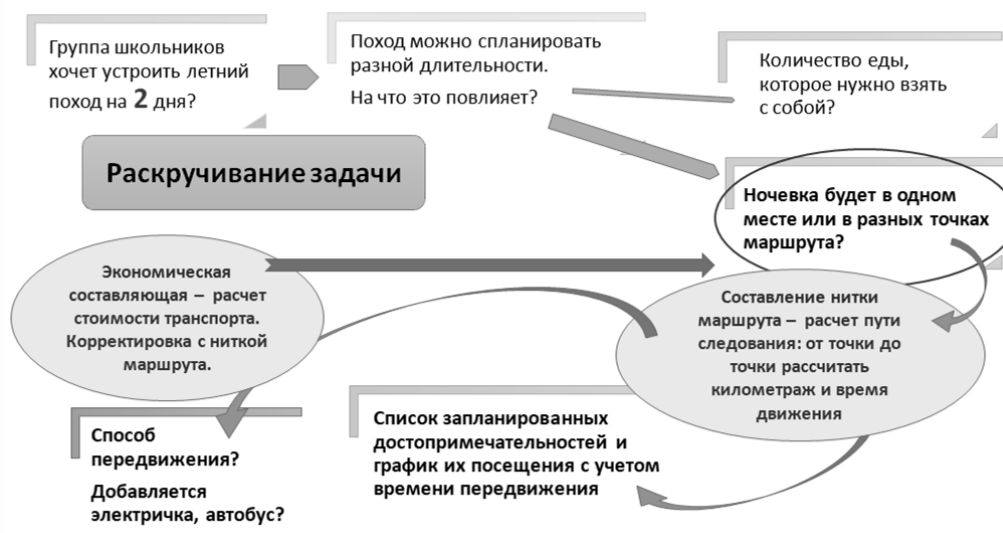 Группа школьников
хочет устроить летний
поход на 2 дня?
Поход можно спланировать
разной длительности.
На что это повлияет?
Количество еды,
которое нужно взять
с собой?
Раскручивание задачи
Ночевка будет в одном
месте или в разных точках
маршрута?
Экономическая
составляющая – расчет
стоимости транспорта.
Корректировка с ниткой
маршрута.
Составление нитки
маршрута – расчет пути
следования: от точки до
точки рассчитать
километраж и время
движения
Способ
передвижения?
Добавляется
электричка, автобус?
Список запланированных
достопримечательностей и
график их посещения с учетом
времени передвижения